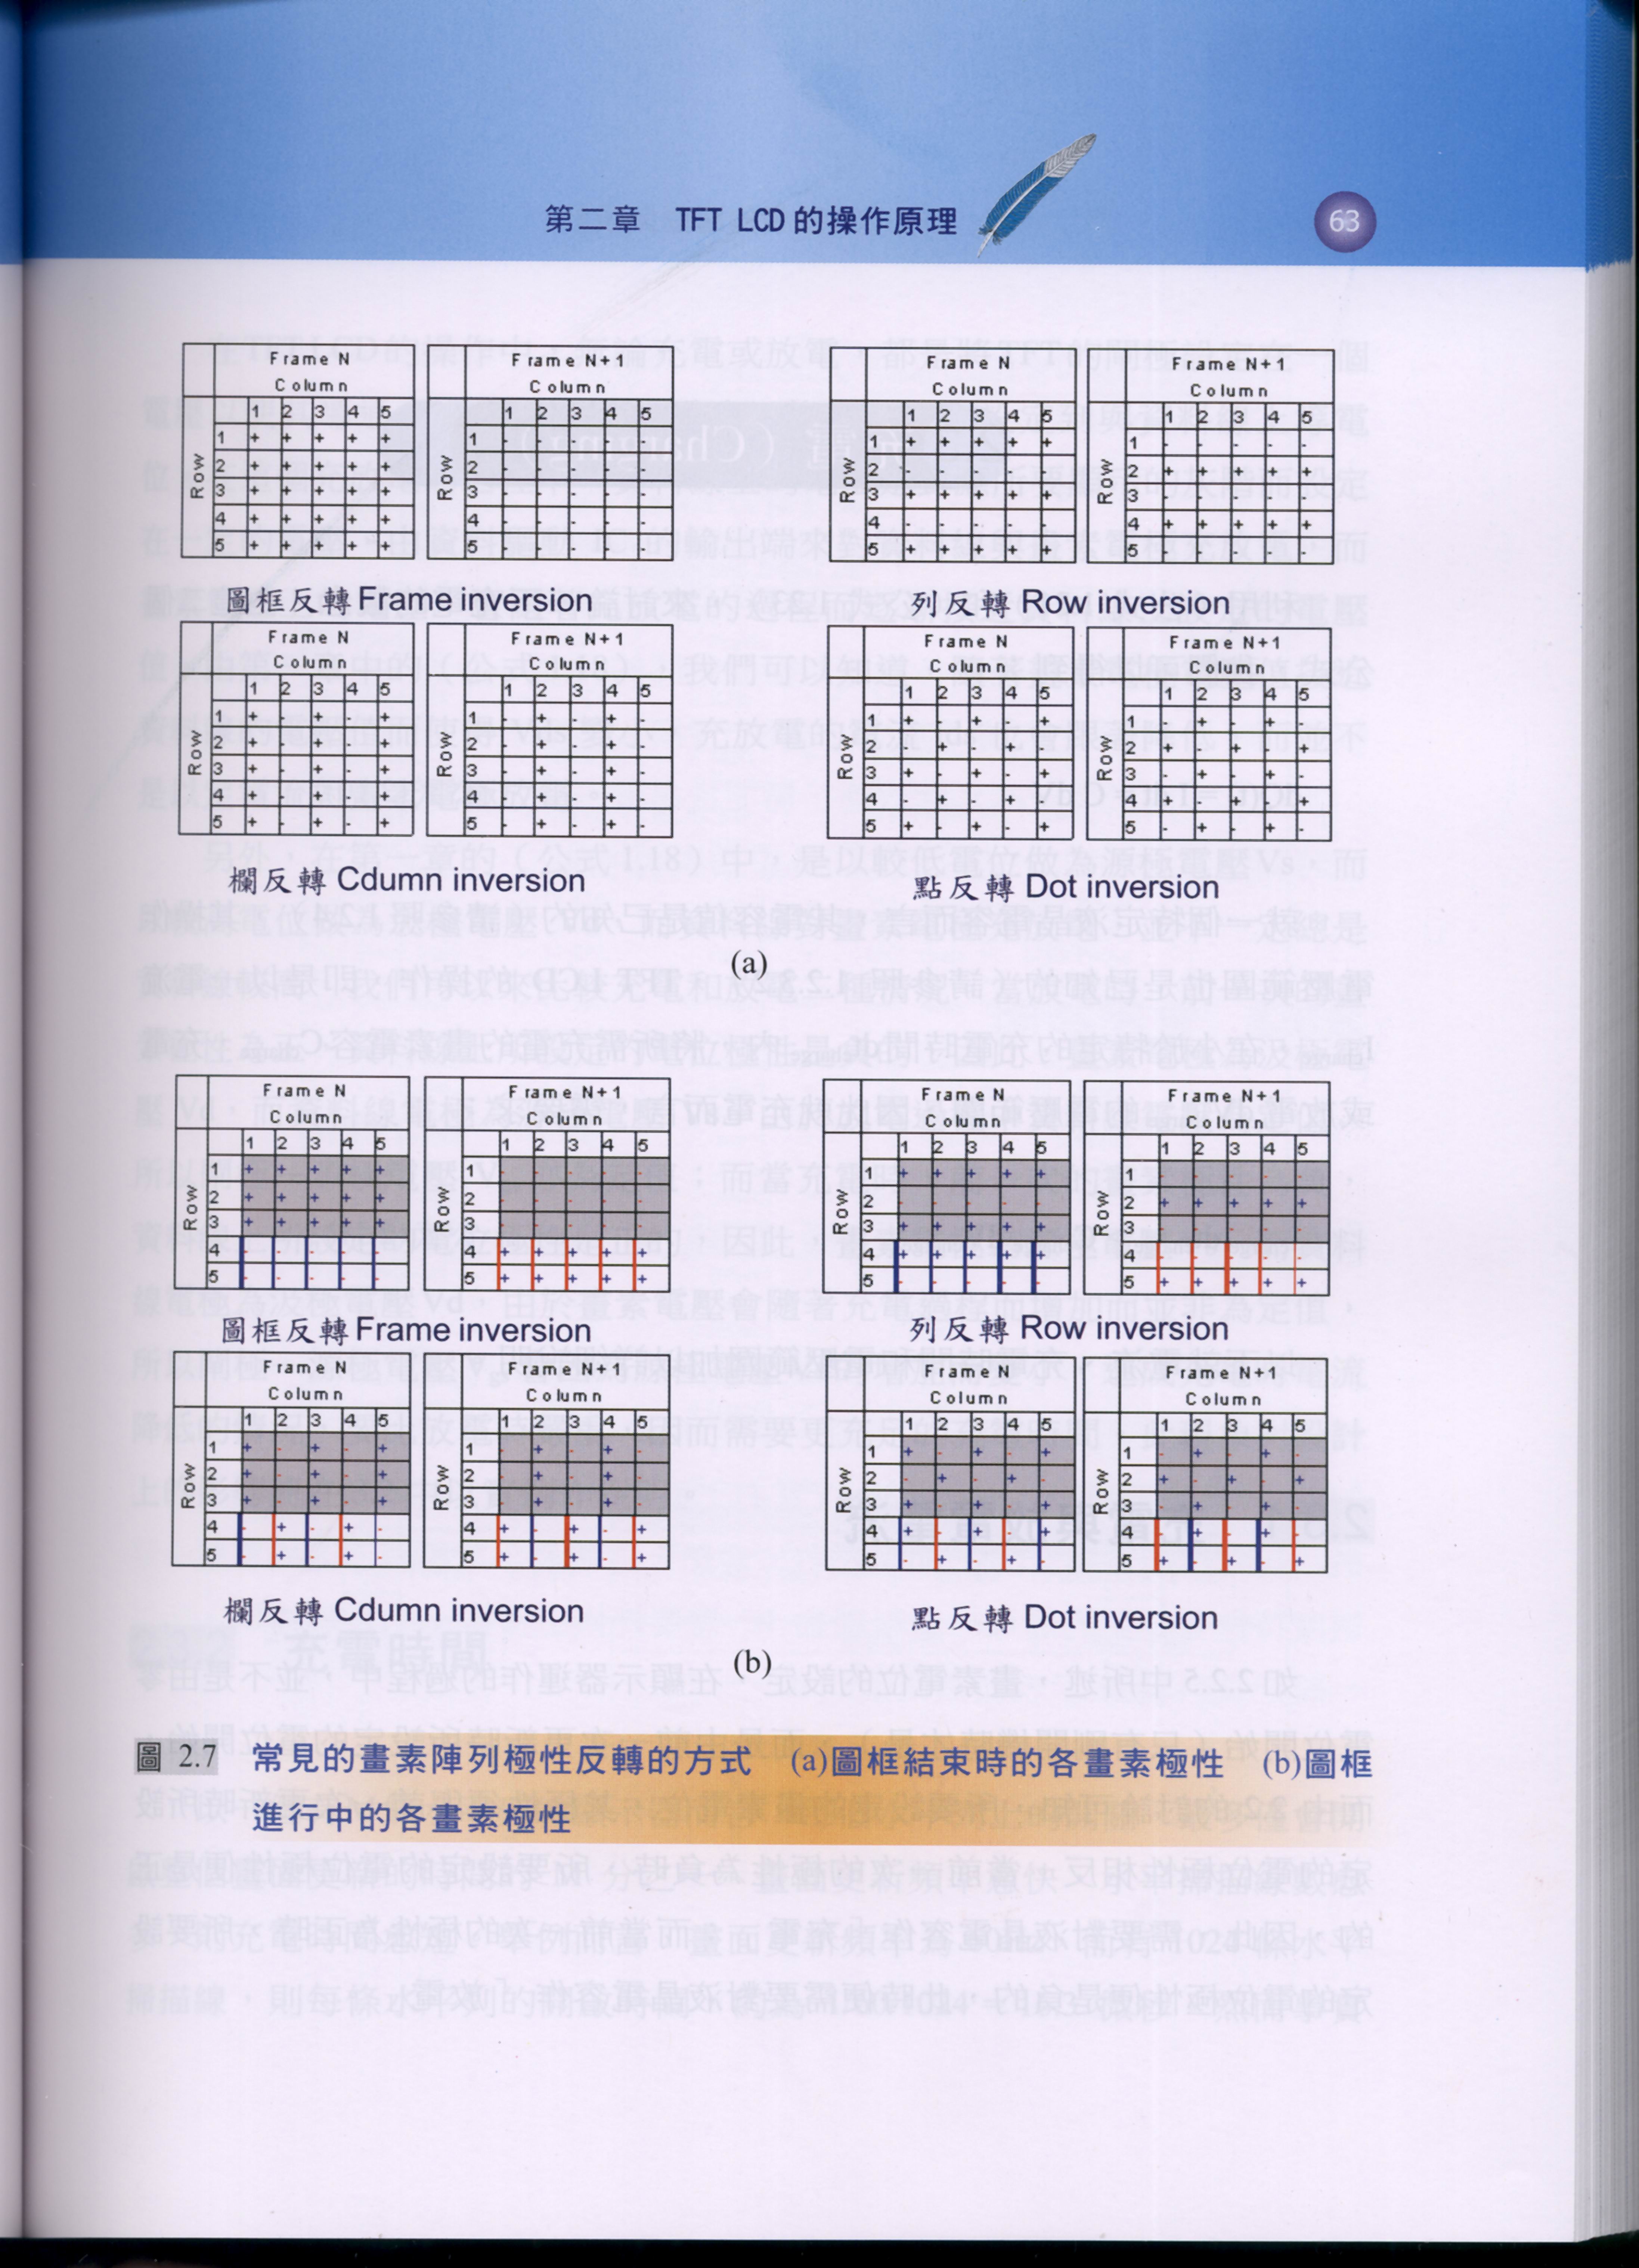 第二章 TFT LCD 的操作原理
63
Frame N
Column
1 2 3 4 5
Row
1 + + + + +
2 + + + + +
3 + + + + +
4 + + + + +
5 + + + + +
Frame N+1
Column
1 2 3 4 5
Row
1 - - - - -
2 - - - - -
3 - - - - -
4 - - - - -
5 - - - - -
圖框反轉 Frame inversion
Frame N
Column
1 2 3 4 5
Row
1 + + + + +
2 - - - - -
3 + + + + +
4 - - - - -
5 + + + + +
Frame N+1
Column
1 2 3 4 5
Row
1 - - - - -
2 + + + + +
3 - - - - -
4 + + + + +
5 - - - - -
列反轉 Row inversion
Frame N
Column
1 2 3 4 5
Row
1 + - + - +
2 + - + - +
3 + - + - +
4 + - + - +
5 + - + - +
Frame N+1
Column
1 2 3 4 5
Row
1 - + - + -
2 - + - + -
3 - + - + -
4 - + - + -
5 - + - + -
欄反轉 Cdumn inversion
Frame N
Column
1 2 3 4 5
Row
1 + - + - +
2 - + - + -
3 + - + - +
4 - + - + -
5 + - + - +
Frame N+1
Column
1 2 3 4 5
Row
1 - + - + -
2 + - + - +
3 - + - + -
4 + - + - +
5 - + - + -
點反轉 Dot inversion
(a)
Frame N
Column
1 2 3 4 5
Row
1 + + + + +
2 + + + + +
3 + + + + +
4 - - - - -
5 - - - - -
Frame N+1
Column
1 2 3 4 5
Row
1 - - - - -
2 - - - - -
3 - - - - -
4 + + + + +
5 + + + + +
圖框反轉 Frame inversion
Frame N
Column
1 2 3 4 5
Row
1 + + + + +
2 - - - - -
3 + + + + +
4 + + + + +
5 - - - - -
Frame N+1
Column
1 2 3 4 5
Row
1 - - - - -
2 + + + + +
3 - - - - -
4 - - - - -
5 + + + + +
列反轉 Row inversion
Frame N
Column
1 2 3 4 5
Row
1 + - + - +
2 + - + - +
3 + - + - +
4 - + - + -
5 - + - + -
Frame N+1
Column
1 2 3 4 5
Row
1 - + - + -
2 - + - + -
3 - + - + -
4 + - + - +
5 + - + - +
欄反轉 Cdumn inversion
Frame N
Column
1 2 3 4 5
Row
1 + - + - +
2 - + - + -
3 + - + - +
4 + - + - +
5 - + - + -
Frame N+1
Column
1 2 3 4 5
Row
1 - + - + -
2 + - + - +
3 - + - + -
4 - + - + -
5 + - + - +
點反轉 Dot inversion
(b)
圖 2.7 常見的畫素陣列極性反轉的方式 (a)圖框結束時的各畫素極性 (b)圖框
進行中的各畫素極性